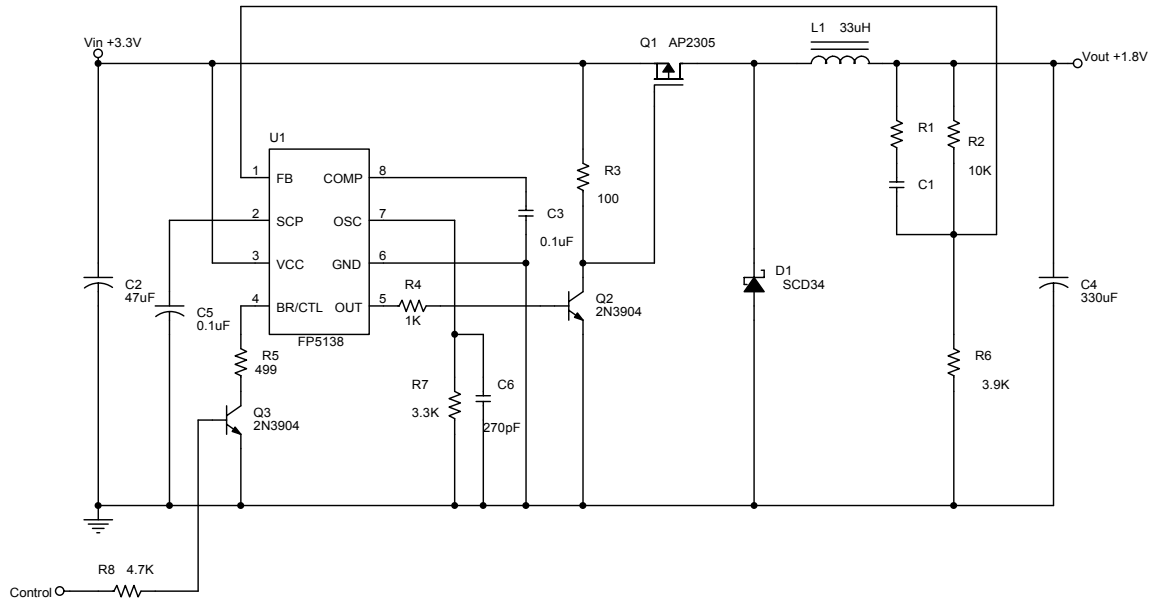 Vin +3.3V
Q1 AP2305
L1 33uH
Vout +1.8V
U1
R1
R2
10K
1 FB COMP 8
R3
100
C1
2 SCP OSC 7
C3
0.1uF
3 VCC GND 6
C2
47uF
C5
0.1uF
R4
1K
4 BR/CTL OUT 5
Q2
2N3904
D1
SCD34
C4
330uF
FP5138
R5
499
R7
3.3K
C6
270pF
R6
3.9K
Q3
2N3904
R8 4.7K
Control